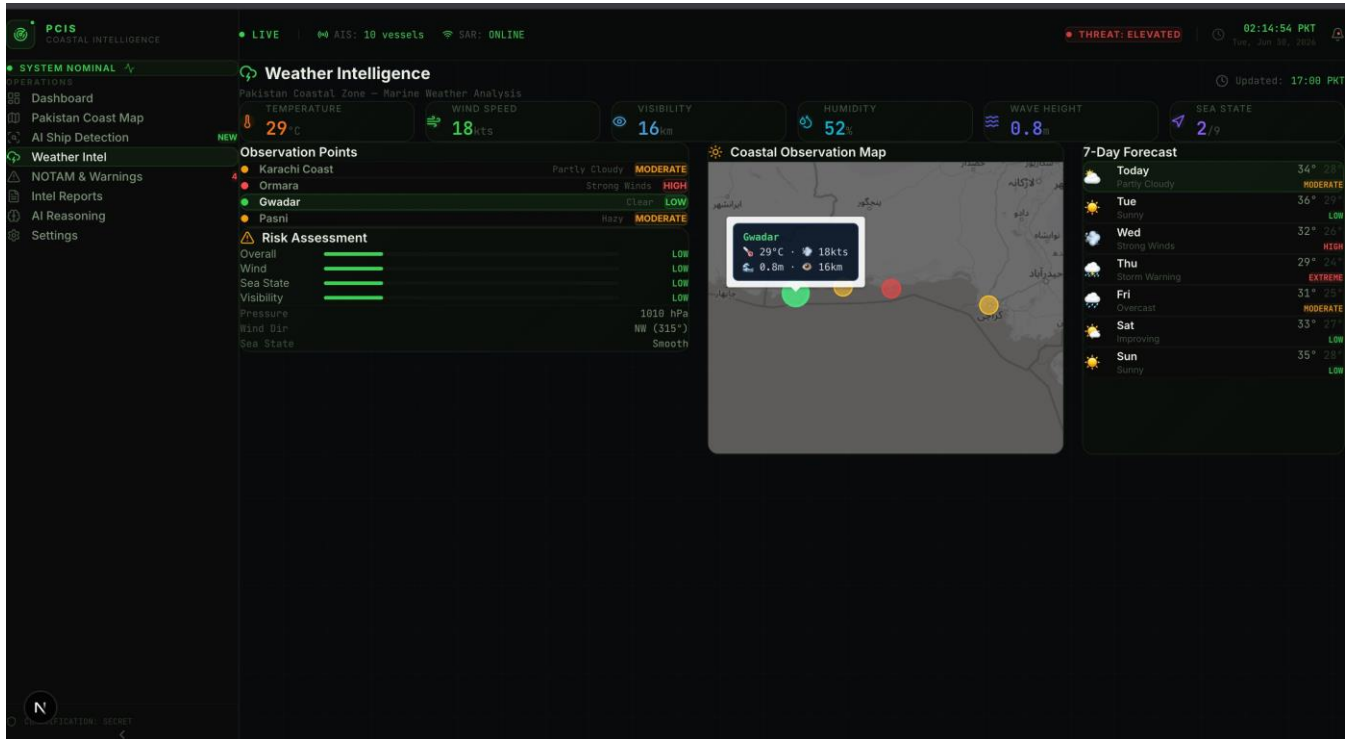 PCIS
COASTAL INTELLIGENCE
LIVE
AIS: 10 vessels
SAR: ONLINE
THREAT: ELEVATED
02:14:54 PKT
Tue, Jun 30, 2026
SYSTEM NOMINAL
OPERATIONS
Dashboard
Pakistan Coast Map
AI Ship Detection NEW
Weather Intel
NOTAM & Warnings 4
Intel Reports
AI Reasoning
Settings
Weather Intelligence
Pakistan Coastal Zone — Marine Weather Analysis
Updated: 17:00 PKT
TEMPERATURE
29°C
WIND SPEED
18kts
VISIBILITY
16km
HUMIDITY
52%
WAVE HEIGHT
0.8m
SEA STATE
2/9
Observation Points
Karachi Coast Partly Cloudy MODERATE
Ormara Strong Winds HIGH
Gwadar Clear LOW
Pasni Hazy MODERATE
Risk Assessment
Overall LOW
Wind LOW
Sea State LOW
Visibility LOW
Pressure 1010 hPa
Wind Dir NW (315°)
Sea State Smooth
Coastal Observation Map
لاڑکانہ
پنجگور
ایرانشهر
دادو
نوابشاہ
حیدرآباد
کراچی
Gwadar
29°C · 18kts
0.8m · 16km
7-Day Forecast
Today 34° 28°
Partly Cloudy MODERATE
Tue 36° 29°
Sunny LOW
Wed 32° 26°
Strong Winds HIGH
Thu 29° 24°
Storm Warning EXTREME
Fri 31° 25°
Overcast MODERATE
Sat 33° 27°
Improving LOW
Sun 35° 28°
Sunny LOW
N
SECRET